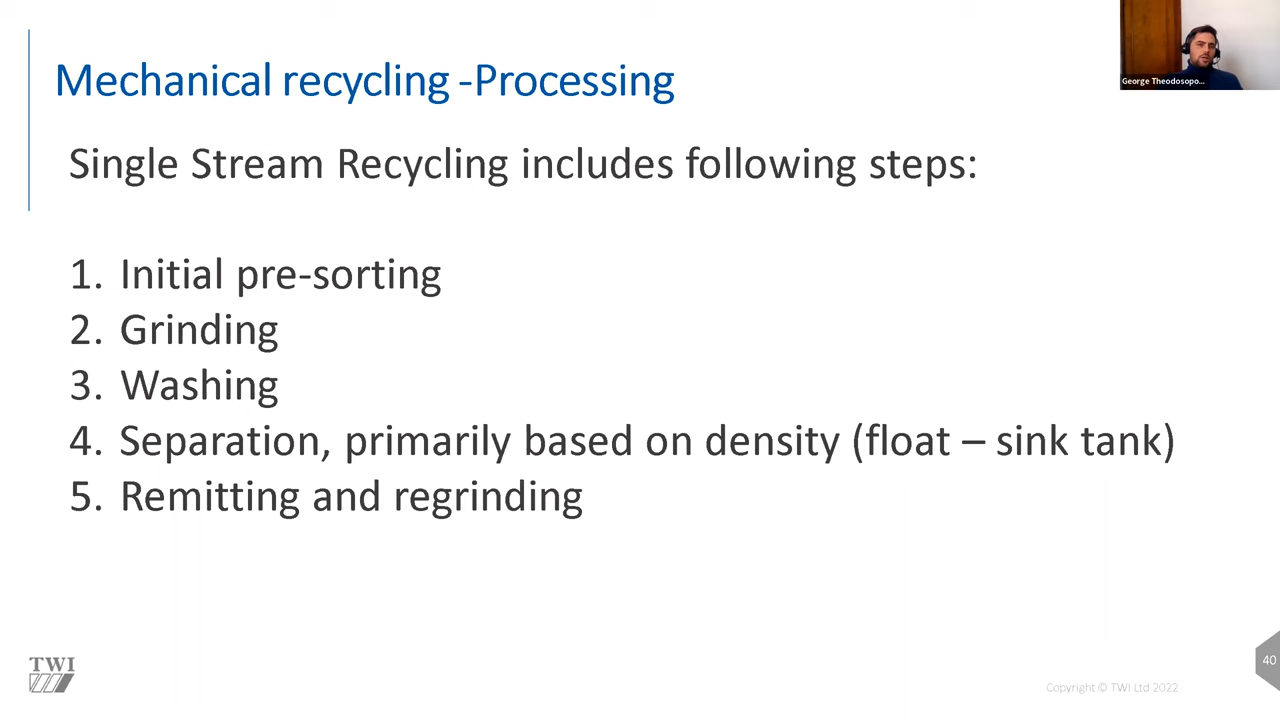 Mechanical recycling -Processing
George Theodosopo...
Single Stream Recycling includes following steps:
1. Initial pre-sorting
2. Grinding
3. Washing
4. Separation, primarily based on density (float – sink tank)
5. Remitting and regrinding
TWI
40
Copyright © TWI Ltd 2022